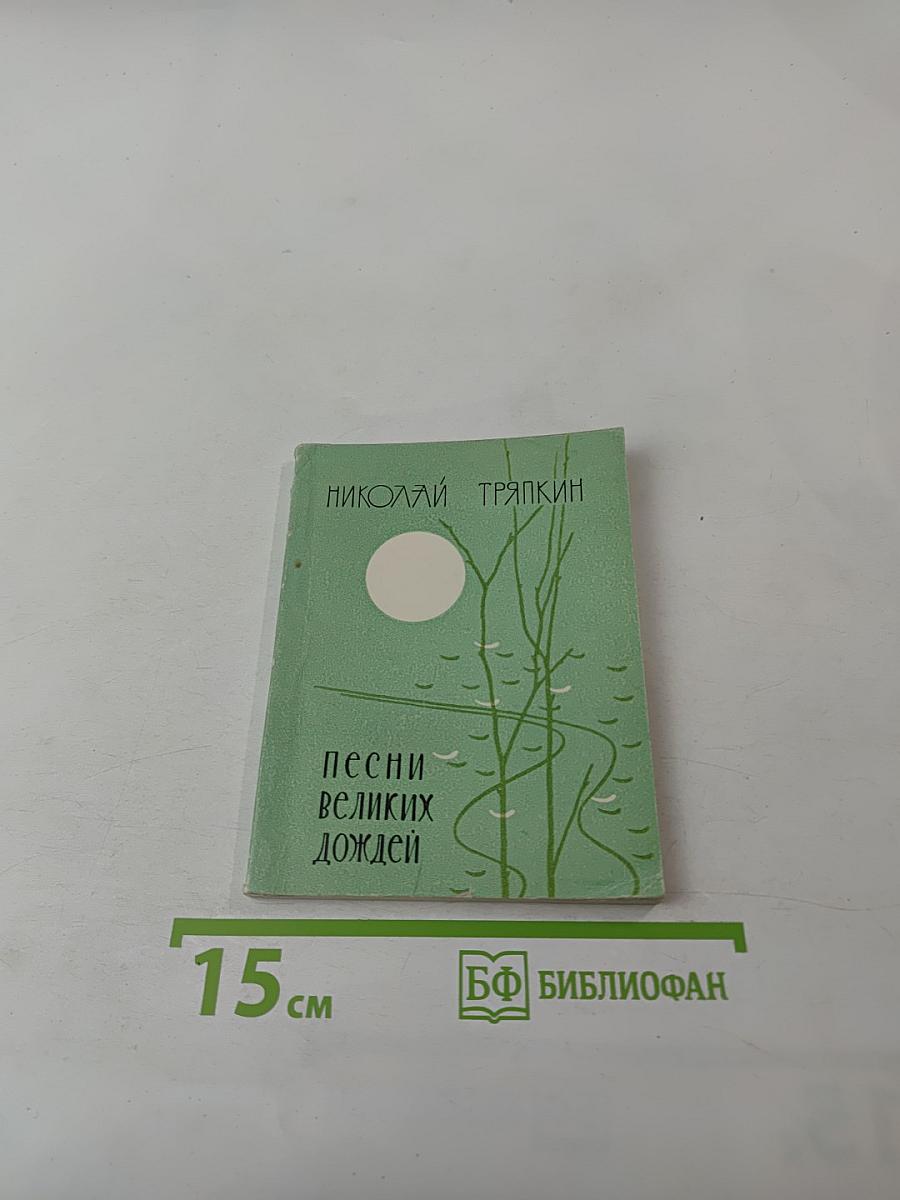 НИКОЛАЙ ТРЯПКИН
ПЕСНИ
ВЕЛИКИХ
ДОЖДЕЙ
15 см
БФ БИБЛИОФАН